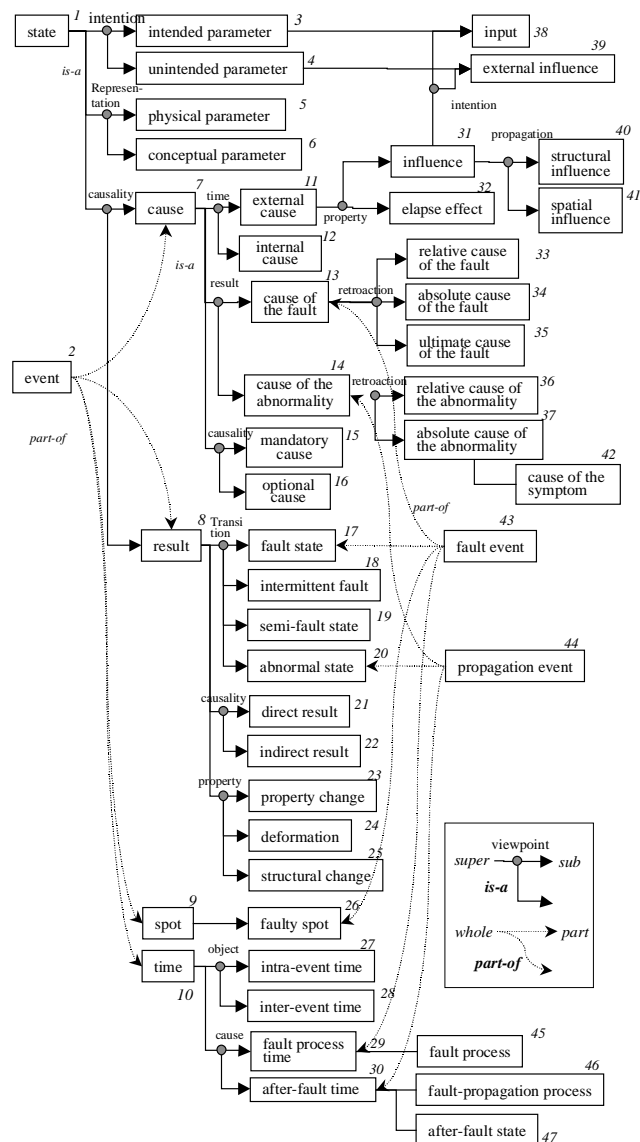 1
state
intention
3
intended parameter
input
38
4
unintended parameter
39
external influence
is-a
Represen-
tation
5
physical parameter
6
conceptual parameter
intention
31
influence
propagation
40
structural
influence
41
spatial
influence
causality
7
cause
time
11
external
cause
property
32
elapse effect
12
internal
cause
is-a
result
13
cause of
the fault
retroaction
relative cause
of the fault
33
absolute cause
of the fault
34
ultimate cause
of the fault
35
2
event
part-of
14
cause of the
abnormality
retroaction
relative cause of
the abnormality
36
absolute cause of
the abnormality
37
42
cause of the
symptom
causality
mandatory
cause
15
optional
cause
16
part-of
8
result
Transi
tion
17
fault state
43
fault event
18
intermittent fault
19
semi-fault state
20
abnormal state
44
propagation event
causality
21
direct result
22
indirect result
property
23
property change
24
deformation
25
structural change
viewpoint
super
sub
is-a
whole
part
part-of
9
spot
26
faulty spot
time
10
object
27
intra-event time
28
inter-event time
cause
fault process
time
29
45
fault process
30
after-fault time
46
fault-propagation process
after-fault state
47